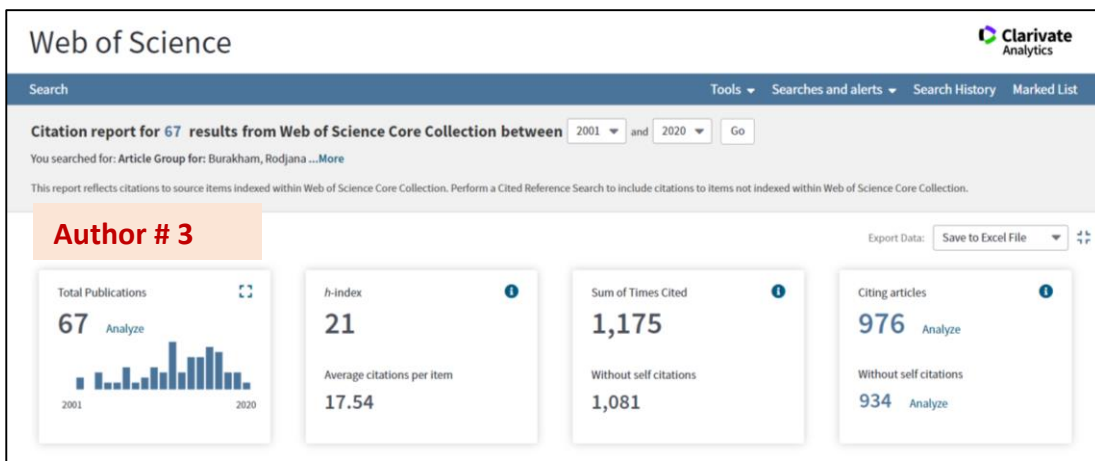 Web of Science
Clarivate
Analytics
Search
Tools
Searches and alerts
Search History
Marked List
Citation report for 67 results from Web of Science Core Collection between 2001 and 2020 Go
You searched for: Article Group for: Burakham, Rodjana ...More
This report reflects citations to source items indexed within Web of Science Core Collection. Perform a Cited Reference Search to include citations to items not indexed within Web of Science Core Collection.
Author # 3
Export Data: Save to Excel File
Total Publications
67 Analyze
2001 2020
h-index
21
Average citations per item
17.54
Sum of Times Cited
1,175
Without self citations
1,081
Citing articles
976 Analyze
Without self citations
934 Analyze